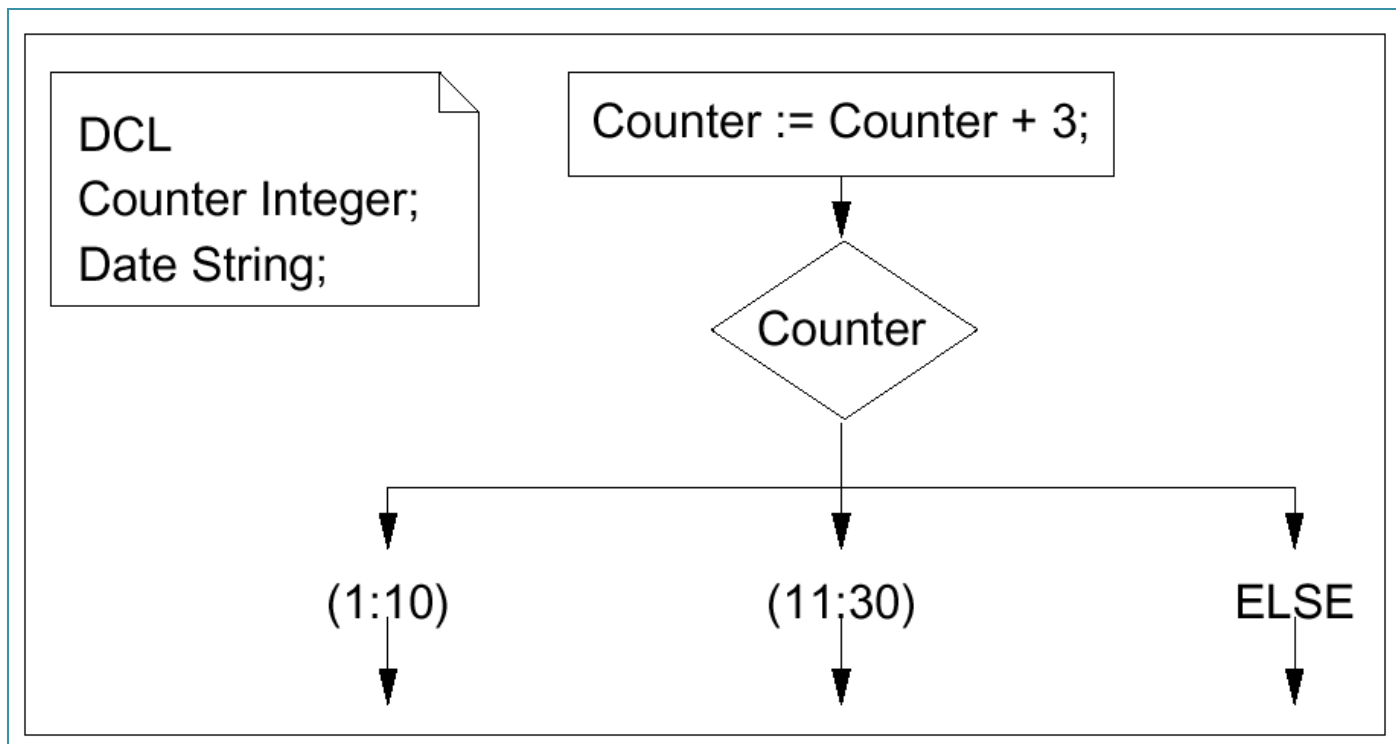 DCL
Counter Integer;
Date String;
Counter := Counter + 3;
Counter
(1:10)
(11:30)
ELSE